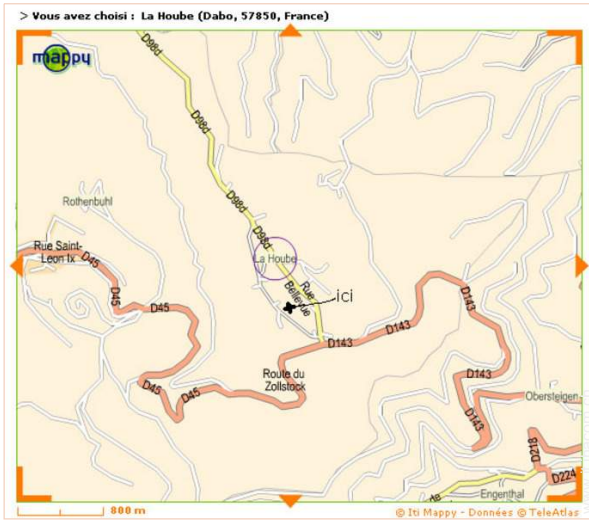 > Vous avez choisi : La Hoube (Dabo, 57850, France)
mappy
D98d
D98d
D98d
D98d
Rothenbuhl
Rue Saint-
Leon Ix
D45
D45
D45
La Hoube
Rue
Bellevue
ici
D143
D143
D143
D143
D143
Route du
Zollstock
D45
D45
Obersteigen
D218
D224
Engenthal
de
800 m
© Iti Mappy - Données © TeleAtlas